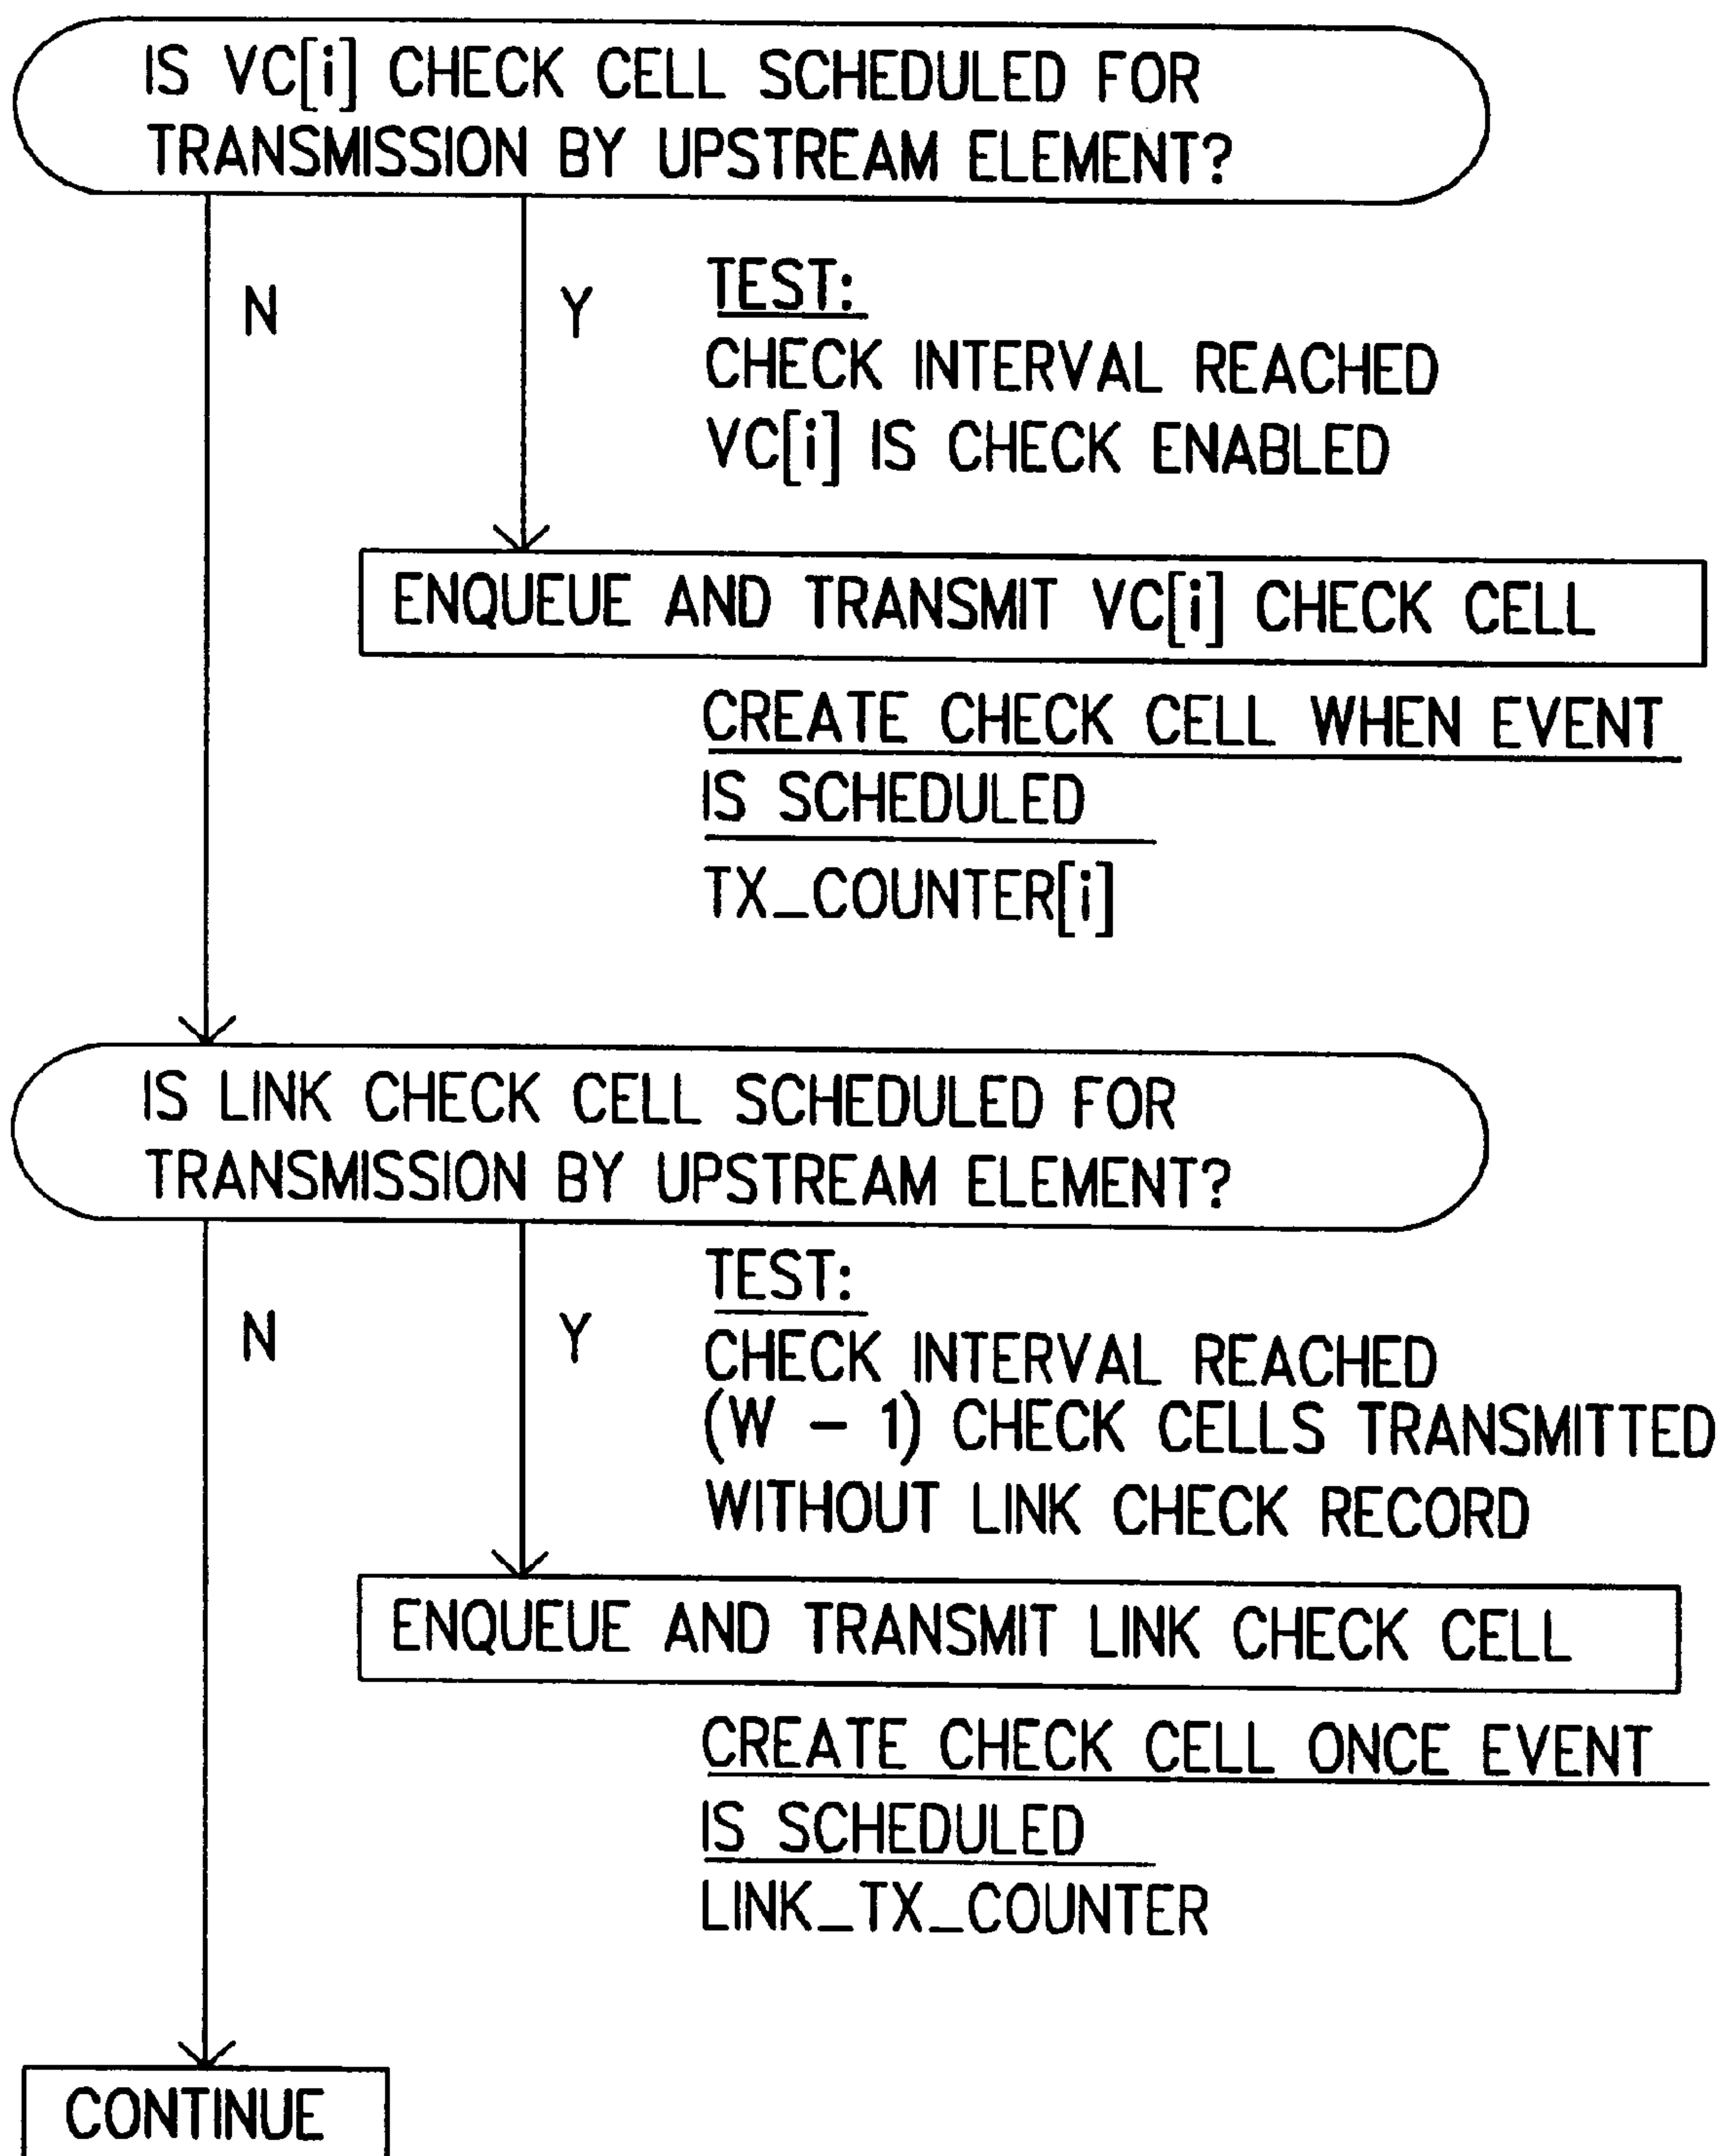 IS VC[i] CHECK CELL SCHEDULED FOR
TRANSMISSION BY UPSTREAM ELEMENT?
N
Y
TEST:
CHECK INTERVAL REACHED
VC[i] IS CHECK ENABLED
ENQUEUE AND TRANSMIT VC[i] CHECK CELL
CREATE CHECK CELL WHEN EVENT
IS SCHEDULED
TX_COUNTER[i]
IS LINK CHECK CELL SCHEDULED FOR
TRANSMISSION BY UPSTREAM ELEMENT?
N
Y
TEST:
CHECK INTERVAL REACHED
(W – 1) CHECK CELLS TRANSMITTED
WITHOUT LINK CHECK RECORD
ENQUEUE AND TRANSMIT LINK CHECK CELL
CREATE CHECK CELL ONCE EVENT
IS SCHEDULED
LINK_TX_COUNTER
CONTINUE